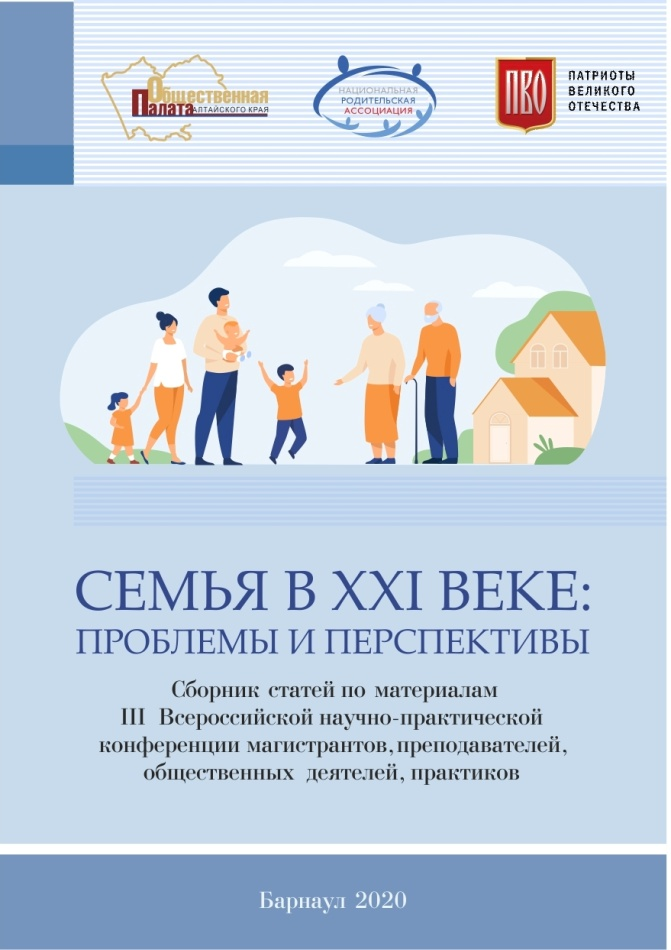 Общественная
Палата АЛТАЙСКОГО КРАЯ
НАЦИОНАЛЬНАЯ
РОДИТЕЛЬСКАЯ
АССОЦИАЦИЯ
ПВО
ПАТРИОТЫ
ВЕЛИКОГО
ОТЕЧЕСТВА
СЕМЬЯ В XXI ВЕКЕ:
ПРОБЛЕМЫ И ПЕРСПЕКТИВЫ
Сборник статей по материалам
III Всероссийской научно-практической
конференции магистрантов, преподавателей,
общественных деятелей, практиков
Барнаул 2020